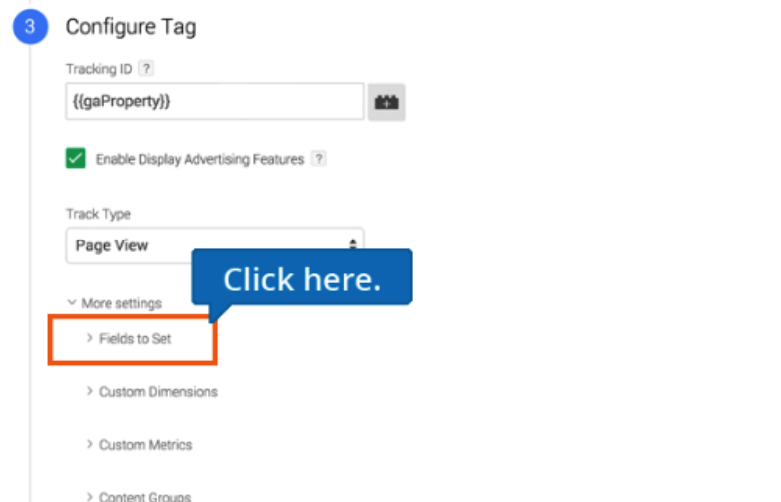 3 Configure Tag
Tracking ID ?
{{gaProperty}}
Enable Display Advertising Features ?
Track Type
Page View
Click here.
More settings
Fields to Set
Custom Dimensions
Custom Metrics
Content Groups